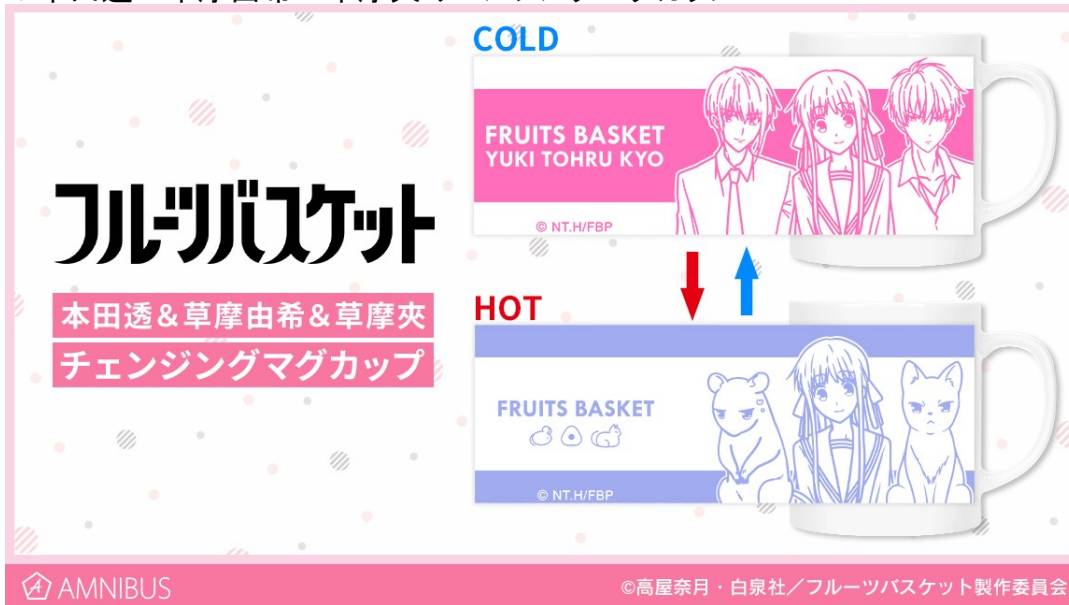 フルーツバスケット
本田透&草摩由希&草摩夾
チェンジングマグカップ
COLD
FRUITS BASKET
YUKI TOHRU KYO
© NT.H/FBP
HOT
FRUITS BASKET
© NT.H/FBP
AMNIBUS
©高屋奈月・白泉社／フルーツバスケット製作委員会